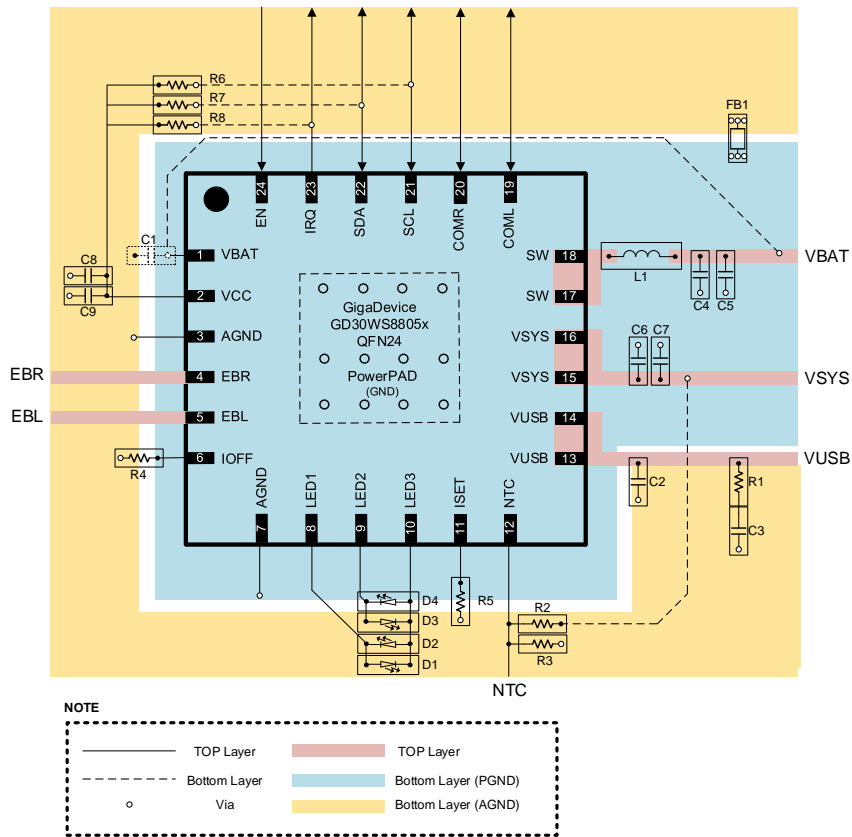 R6
R7
R8
FB1
24
23
22
21
20
19
EN
IRQ
SDA
SCL
COMR
COML
C1
1
VBAT
SW
18
VBAT
L1
C8
C9
2
VCC
SW
17
C4
C5
GigaDevice
GD30WS8805x
QFN24
PowerPAD
(GND)
3
AGND
VSYS
16
C6
C7
EBR
4
EBR
VSYS
15
VSYS
EBL
5
EBL
VUSB
14
R4
6
IOFF
VUSB
13
VUSB
C2
R1
C3
AGND
LED1
LED2
LED3
ISET
NTC
7
8
9
10
11
12
D4
D3
D2
D1
R5
R2
R3
NTC
NOTE
TOP Layer
TOP Layer
Bottom Layer
Bottom Layer (PGND)
Via
Bottom Layer (AGND)